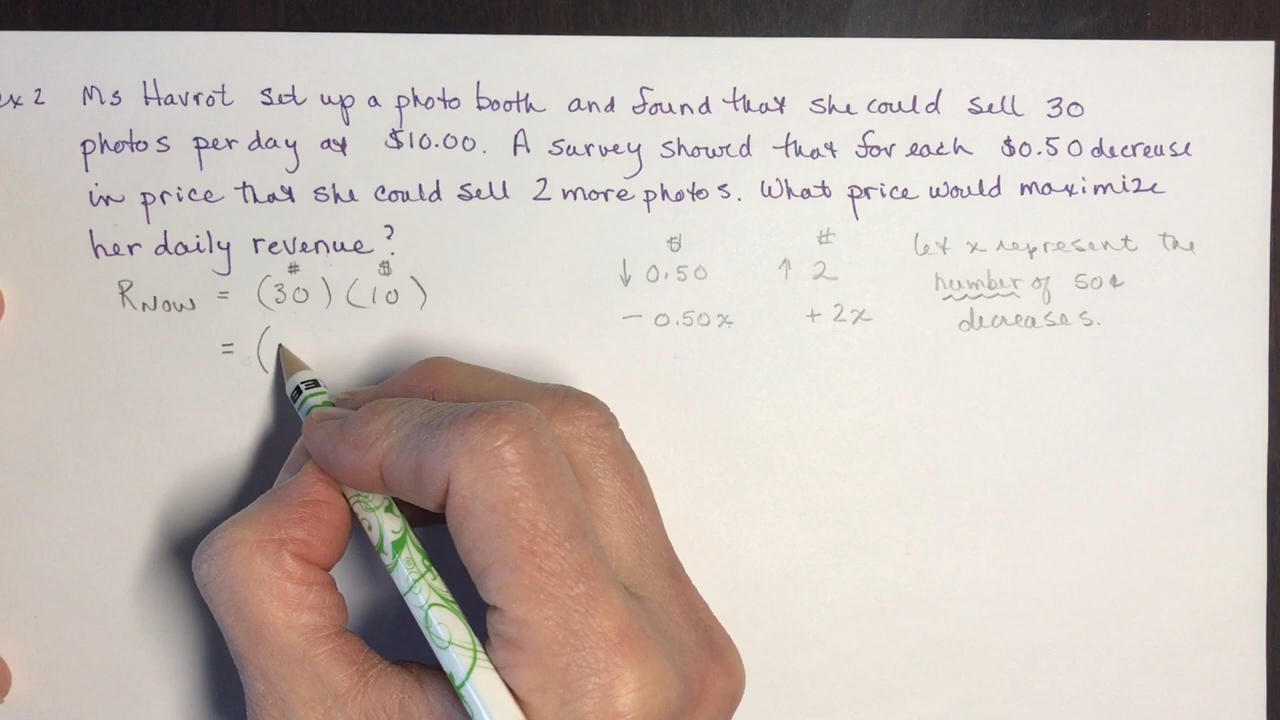 ex 2 Ms Havrot set up a photo booth and found that she could sell 30
photos per day at $10.00. A survey showed that for each $0.50 decrease
in price that she could sell 2 more photos. What price would maximize
her daily revenue?
# $
R NOW = (30)(10)
= (
$ #
↓ 0.50 ↑ 2
- 0.50x + 2x
let x represent the
number of 50¢
decreases.